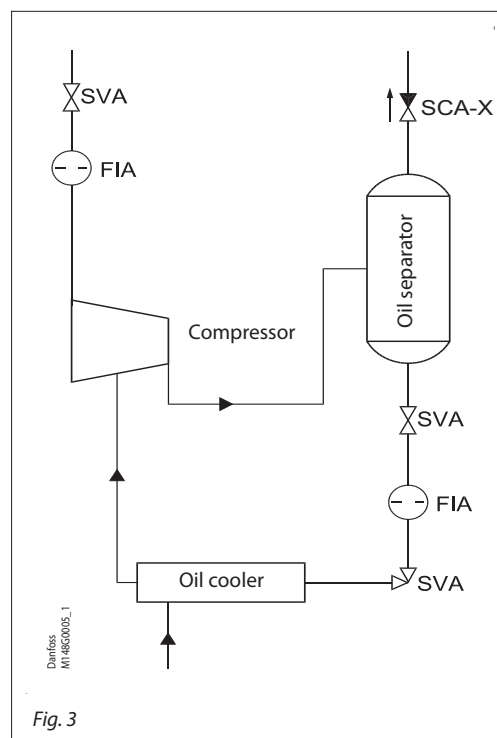 SVA
SCA-X
FIA
Oil separator
Compressor
SVA
FIA
Oil cooler
SVA
Danfoss
M148G0005_1
Fig. 3